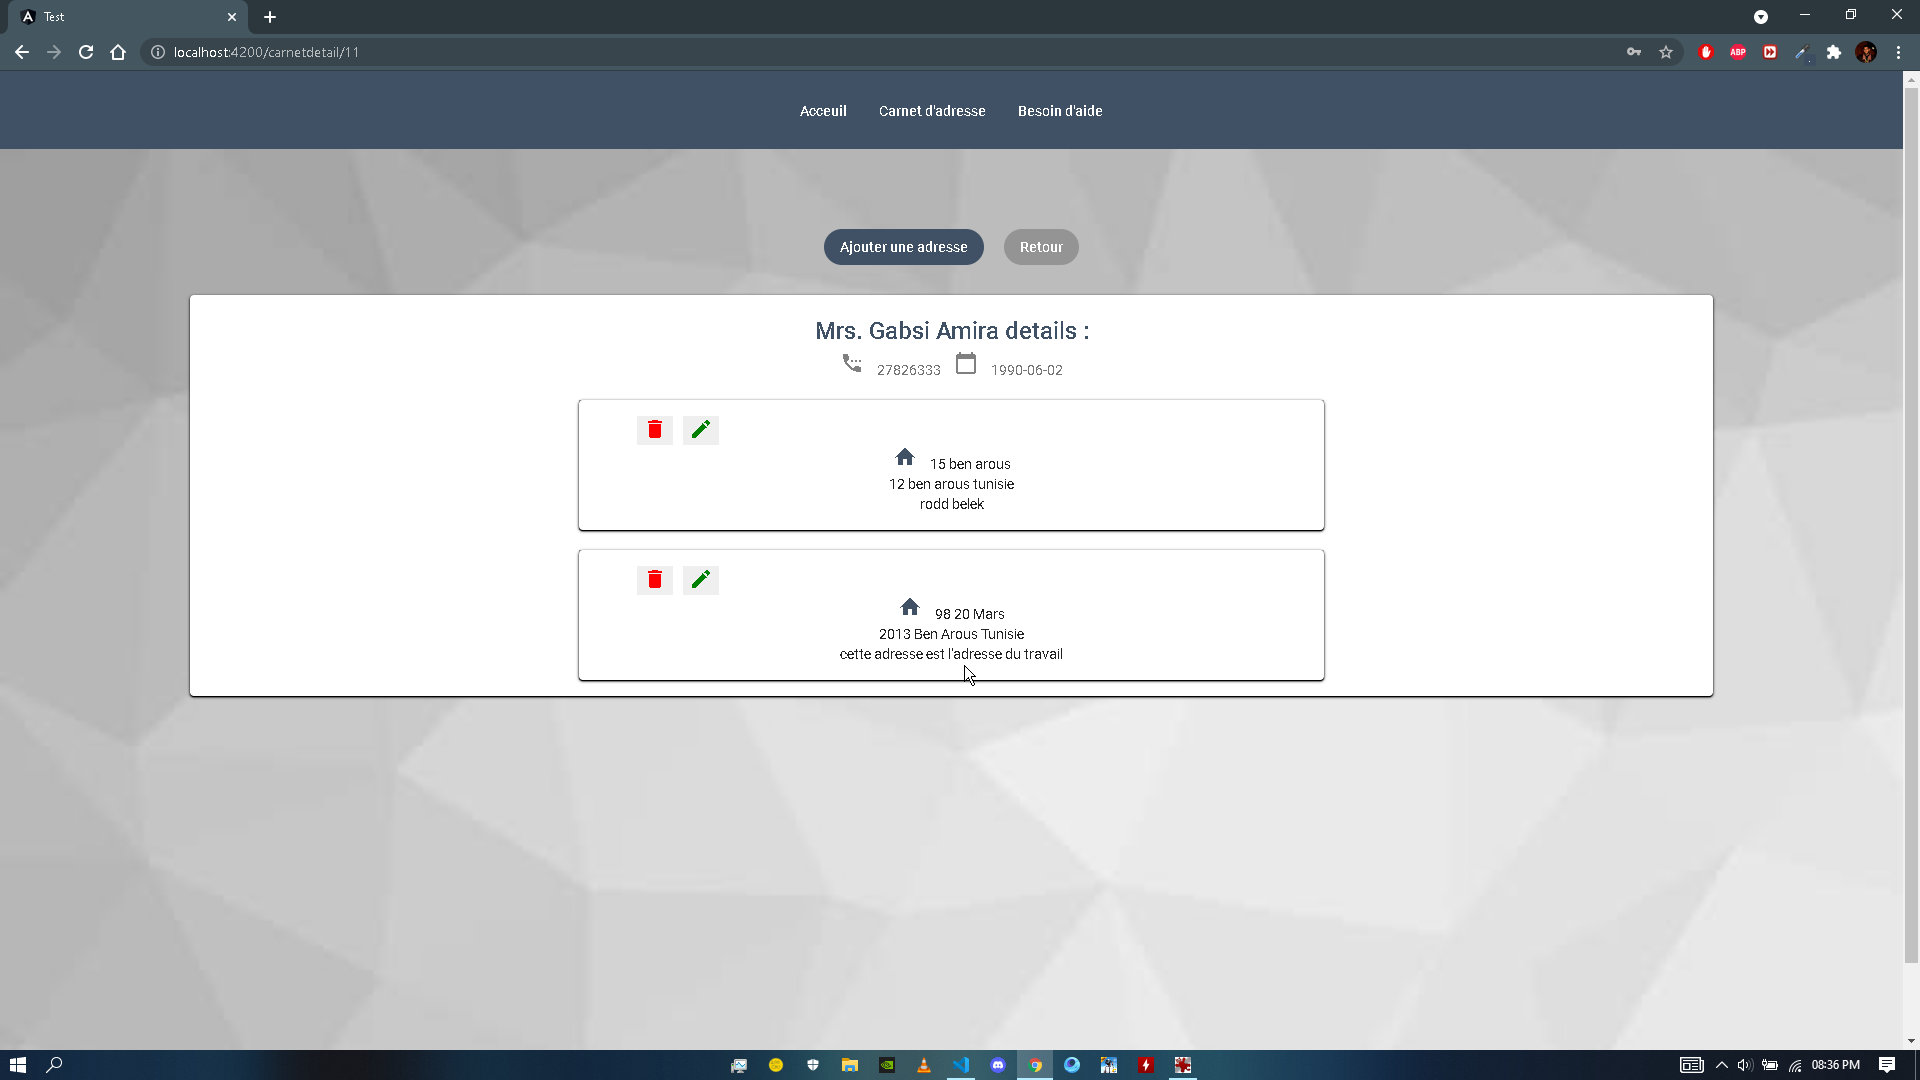 Test
localhost:4200/carnetdetail/11
ABP
Acceuil Carnet d'adresse Besoin d'aide
Ajouter une adresse Retour
Mrs. Gabsi Amira details :
27826333 1990-06-02
15 ben arous
12 ben arous tunisie
rodd belek
98 20 Mars
2013 Ben Arous Tunisie
cette adresse est l'adresse du travail
08:36 PM